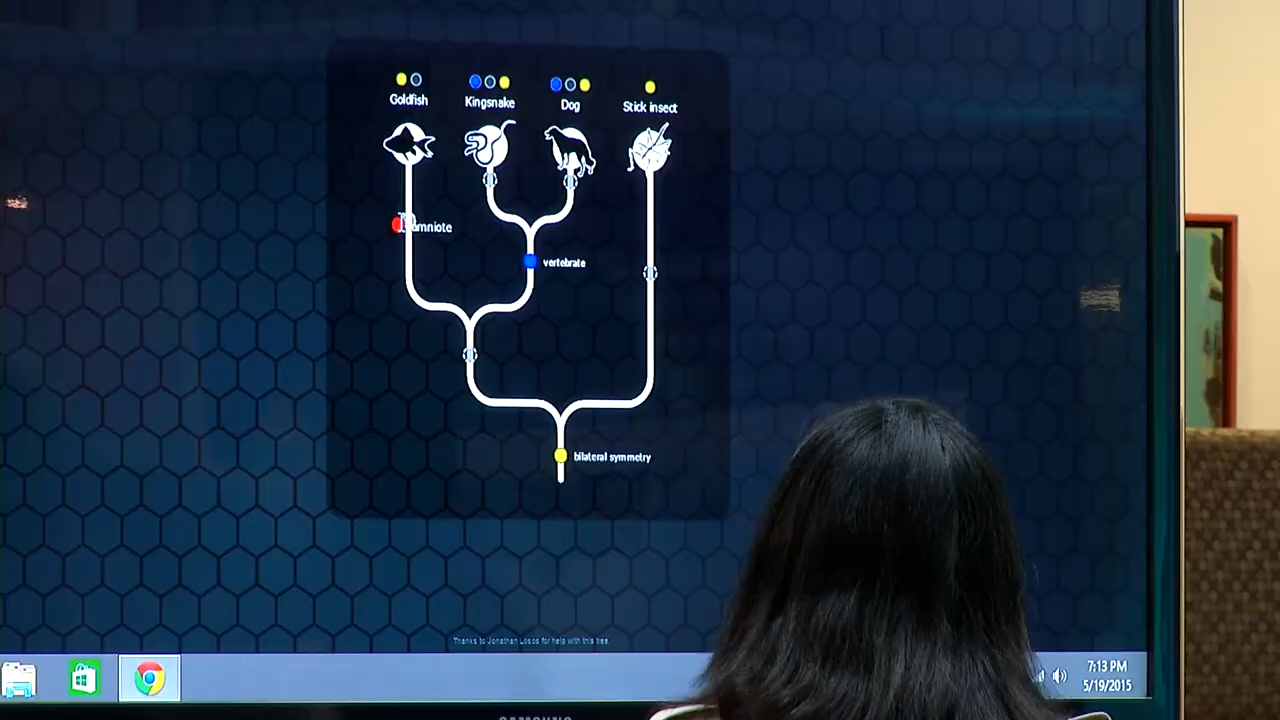 Goldfish
Kingsnake
Dog
Stick insect
amniote
vertebrate
bilateral symmetry
Thanks to Jonathan Losos for help with this tree.
7:13 PM
5/19/2015
SAMSUNG